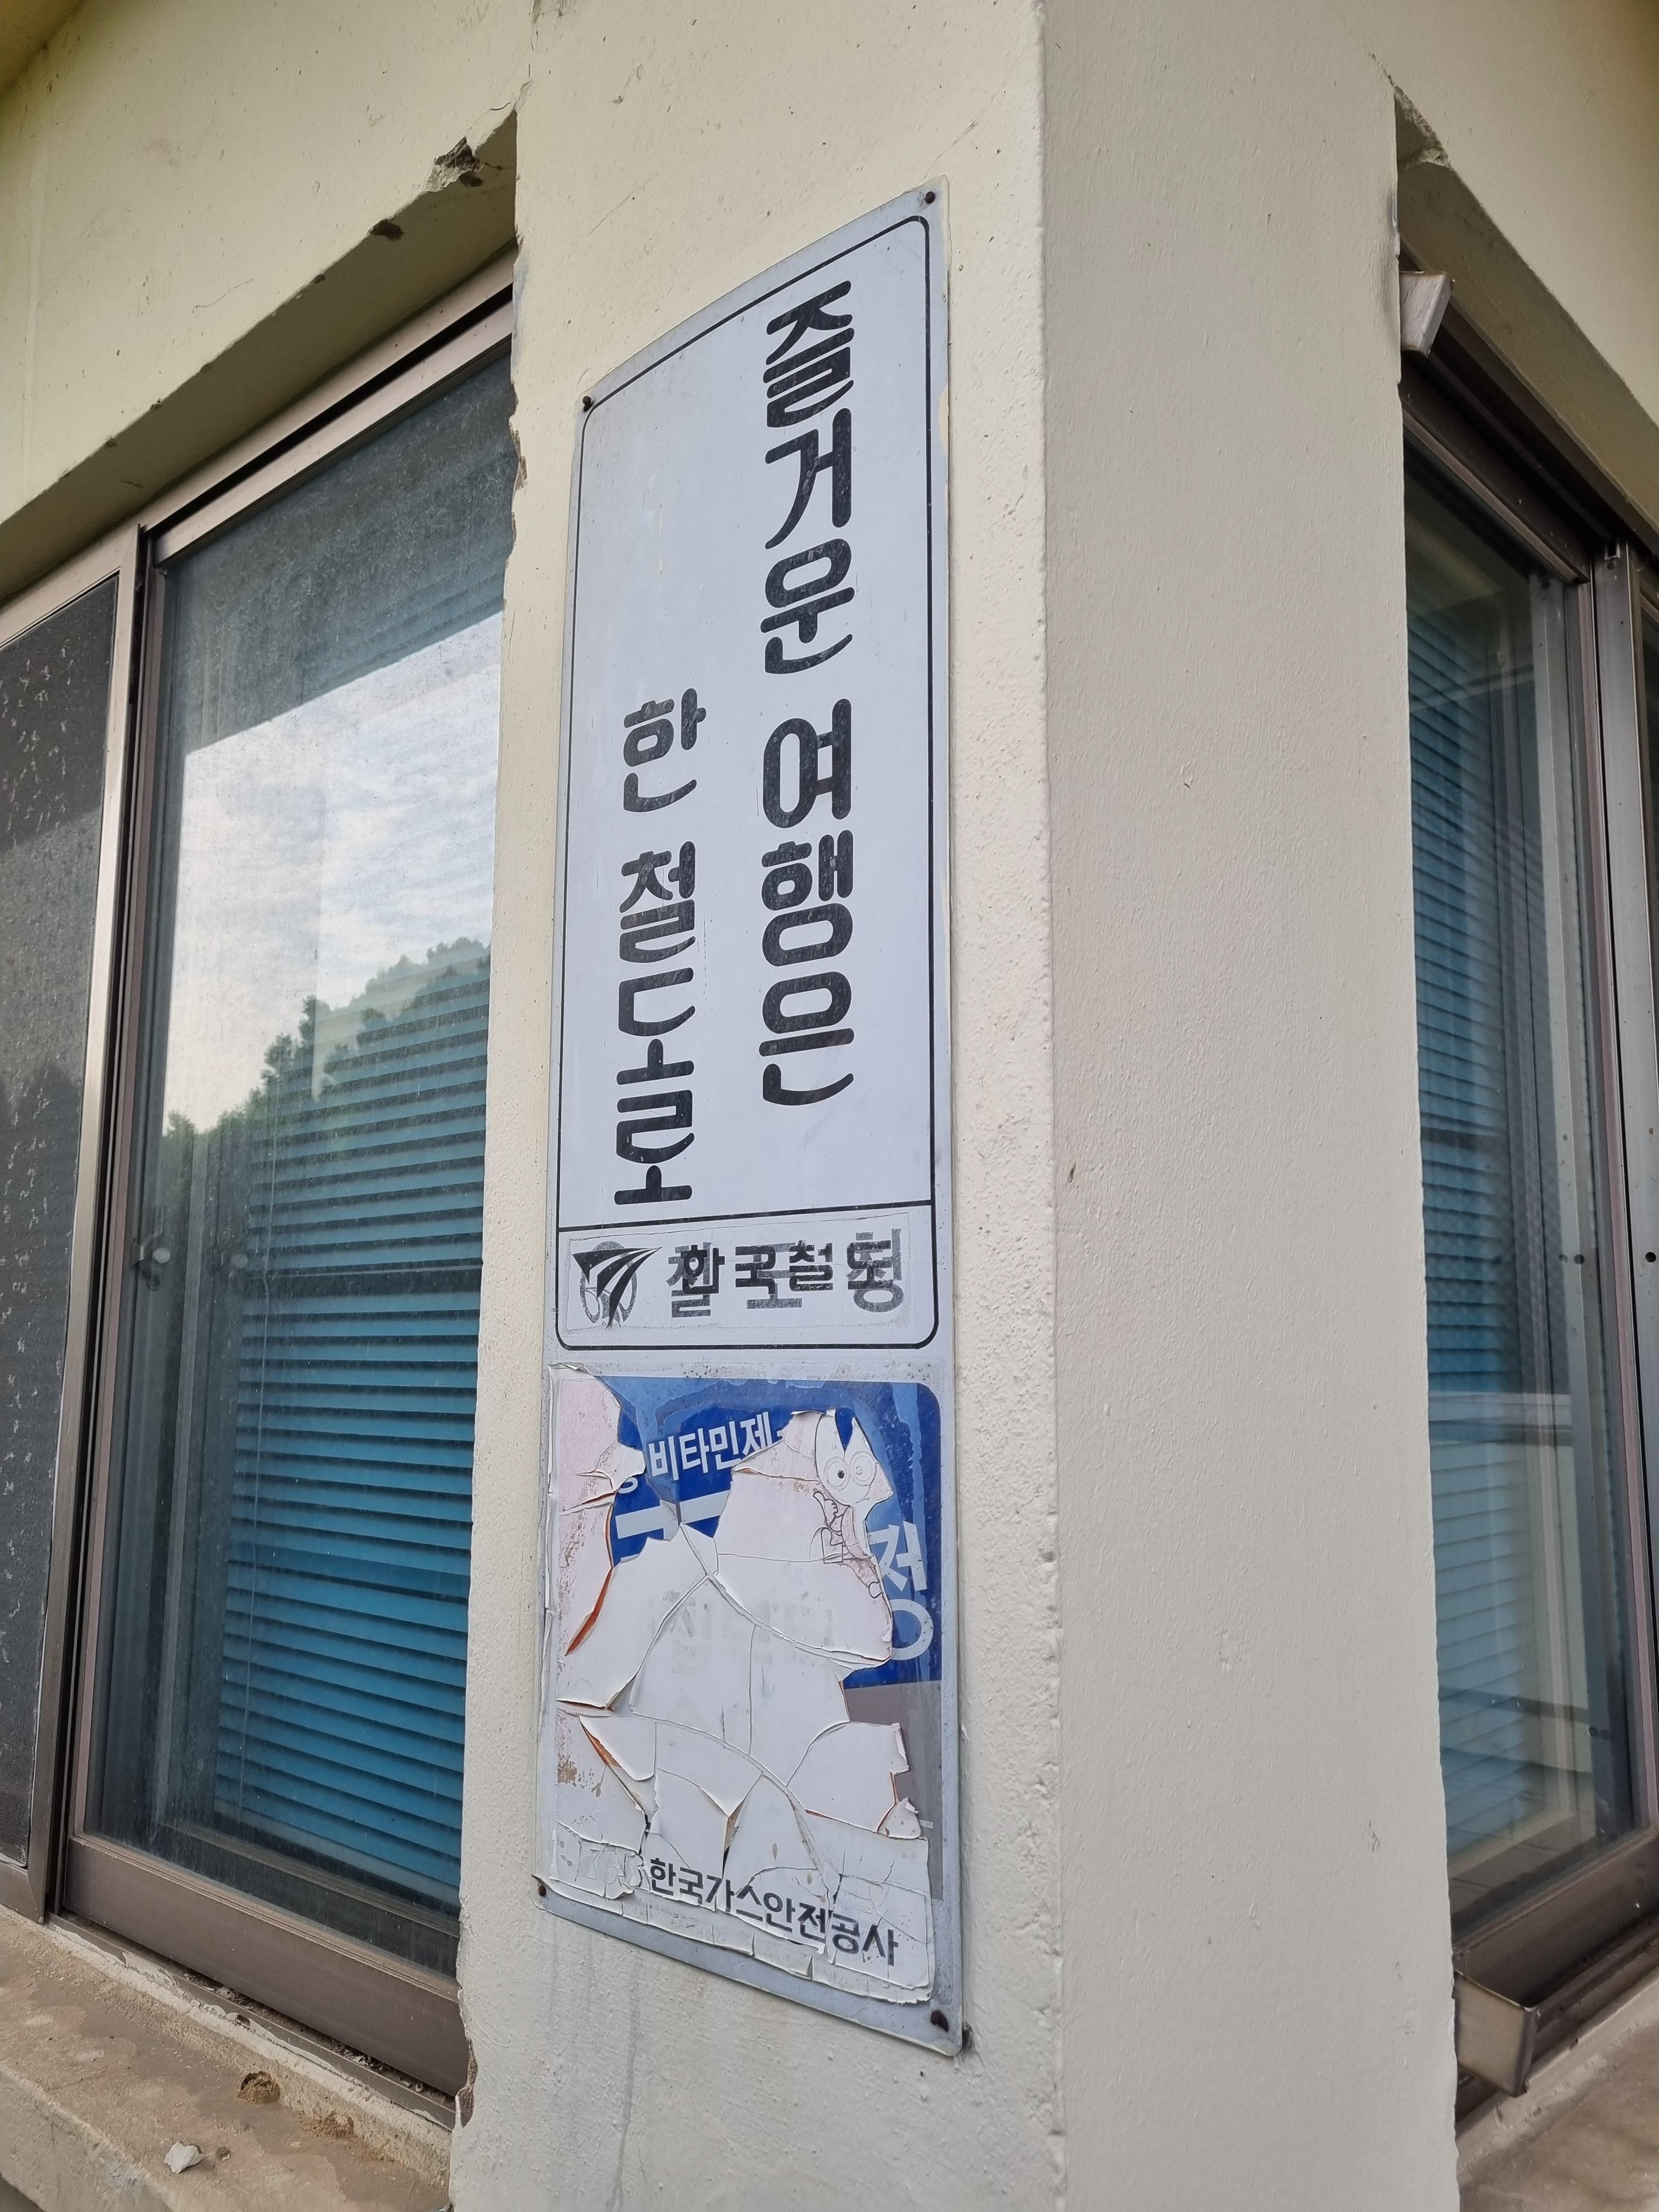 즐거운 여행은
한 철도로
한국철도
비타민제
정
한국가스안전공사